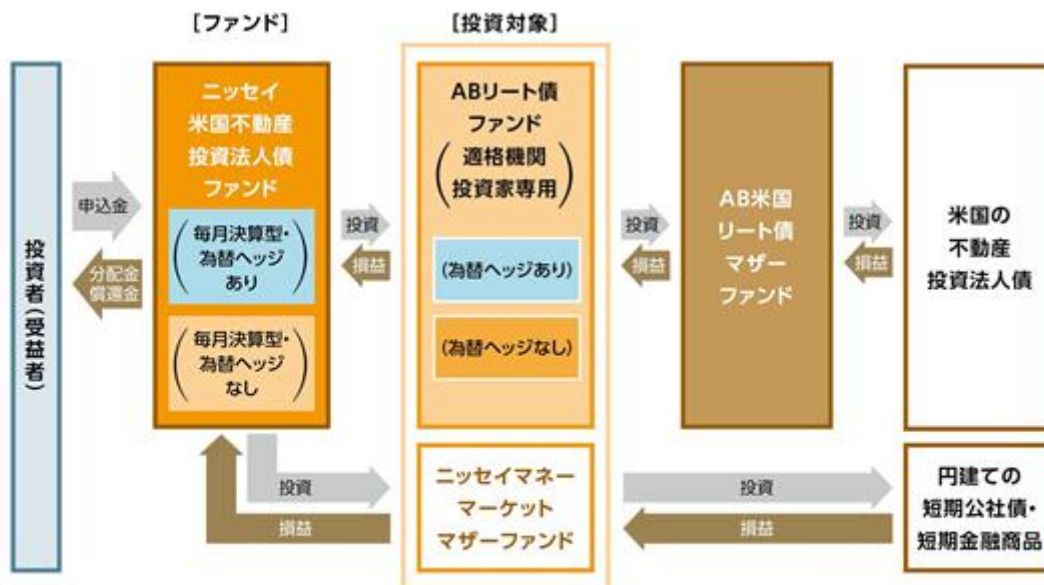 [ファンド]
[投資対象]
投資者(受益者)
申込金
分配金
償還金
ニッセイ
米国不動産
投資法人債
ファンド
(毎月決算型・
為替ヘッジ
あり)
(毎月決算型・
為替ヘッジ
なし)
投資
損益
ABリート債
ファンド
(適格機関
投資家専用)
(為替ヘッジあり)
(為替ヘッジなし)
投資
損益
AB米国
リート債
マザー
ファンド
投資
損益
米国の
不動産
投資法人債
投資
損益
ニッセイマネー
マーケット
マザーファンド
投資
損益
円建ての
短期公社債・
短期金融商品